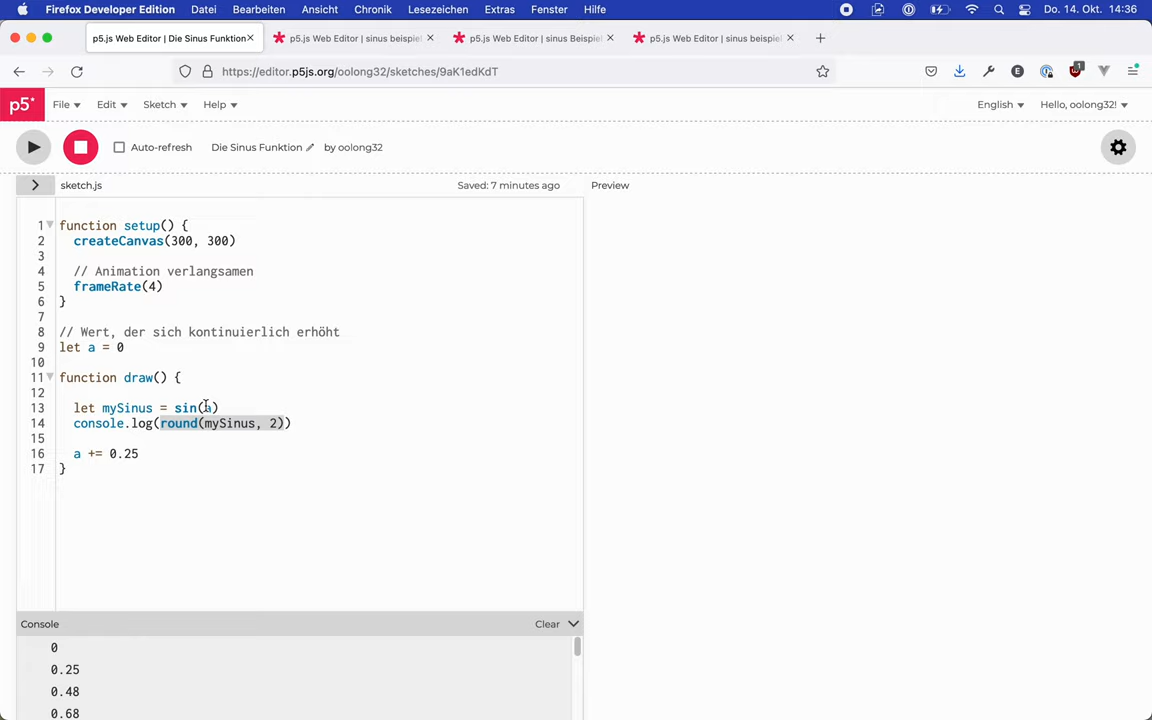 Firefox Developer Edition Datei Bearbeiten Ansicht Chronik Lesezeichen Extras Fenster Hilfe Do. 14. Okt. 14:36
p5.js Web Editor | Die Sinus Funktion p5.js Web Editor | sinus beispiel p5.js Web Editor | sinus Beispiel p5.js Web Editor | sinus beispiel
https://editor.p5js.org/oolong32/sketches/9aK1edKdT
p5* File Edit Sketch Help English Hello, oolong32!
Auto-refresh Die Sinus Funktion by oolong32
sketch.js Saved: 7 minutes ago Preview
1 function setup() {
2 createCanvas(300, 300)
3
4 // Animation verlangsamen
5 frameRate(4)
6 }
7
8 // Wert, der sich kontinuierlich erhöht
9 let a = 0
10
11 function draw() {
12
13 let mySinus = sin(a)
14 console.log(round(mySinus, 2))
15
16 a += 0.25
17 }
Console Clear
0
0.25
0.48
0.68